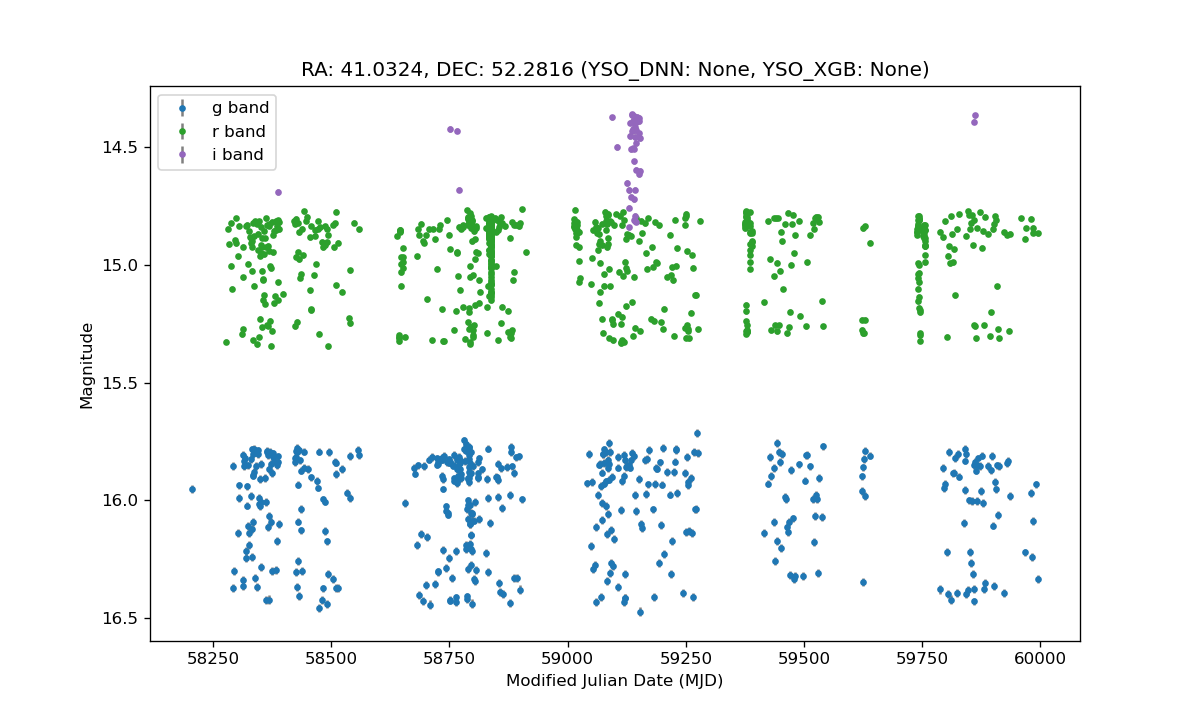 RA: 41.0324, DEC: 52.2816 (YSO_DNN: None, YSO_XGB: None)
g band
r band
i band
14.5
15.0
15.5
16.0
16.5
Magnitude
58250 58500 58750 59000 59250 59500 59750 60000
Modified Julian Date (MJD)